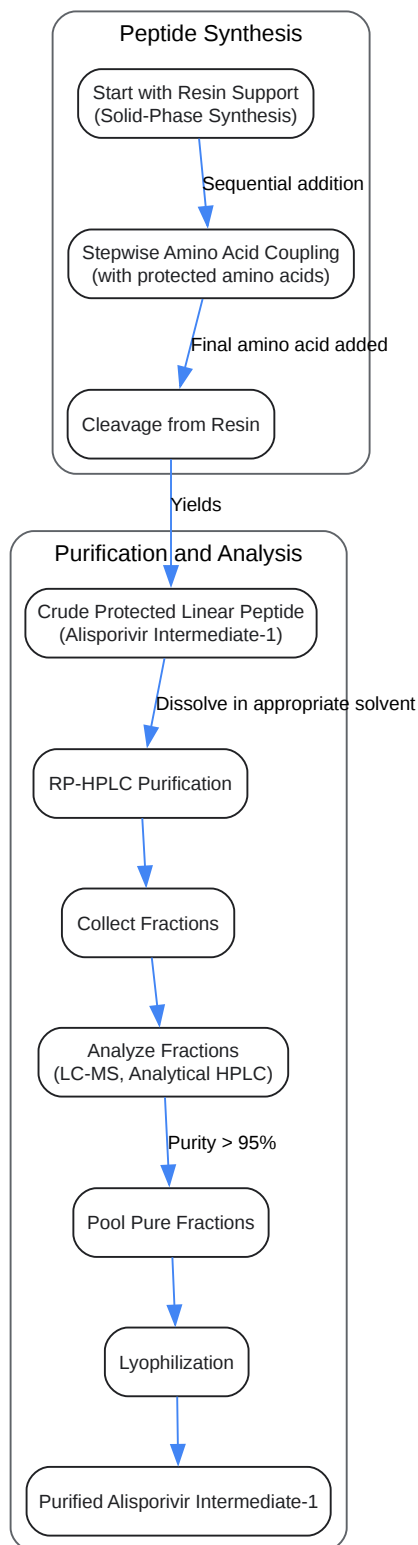 Peptide Synthesis
Start with Resin Support
(Solid-Phase Synthesis)
Sequential addition
Stepwise Amino Acid Coupling
(with protected amino acids)
Final amino acid added
Cleavage from Resin
Yields
Purification and Analysis
Crude Protected Linear Peptide
(Alisporivir Intermediate-1)
Dissolve in appropriate solvent
RP-HPLC Purification
Collect Fractions
Analyze Fractions
(LC-MS, Analytical HPLC)
Purity > 95%
Pool Pure Fractions
Lyophilization
Purified Alisporivir Intermediate-1